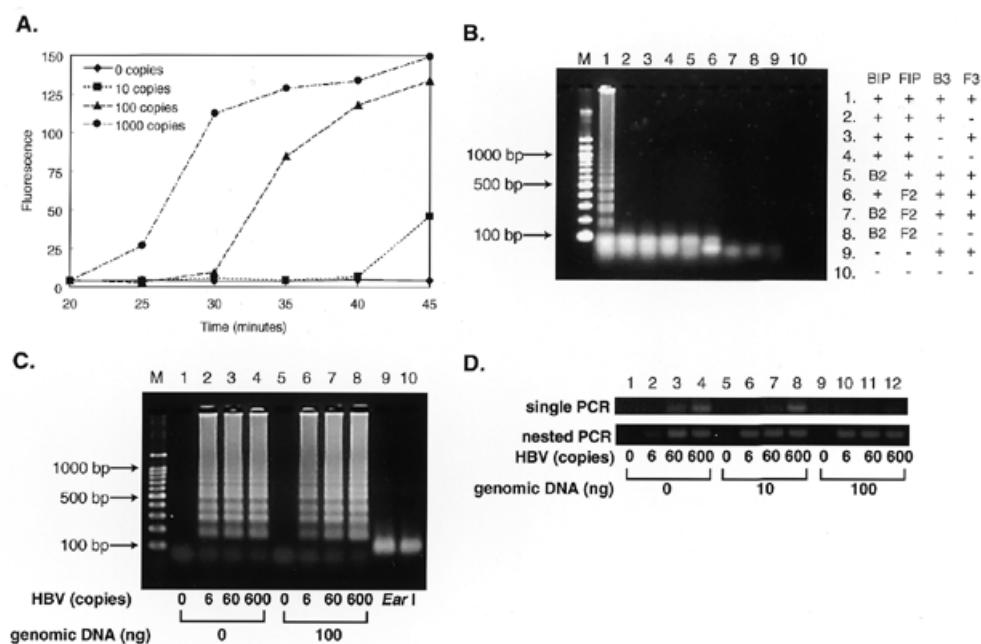 A.
150
125
100
75
50
25
0
Fluorescence
0 copies
10 copies
100 copies
1000 copies
20 25 30 35 40 45
Time (minutes)
B.
M 1 2 3 4 5 6 7 8 9 10
1000 bp
500 bp
100 bp
BIP FIP B3 F3
1. + + + +
2. + + + -
3. + + - +
4. + + - -
5. B2 + + +
6. + F2 + +
7. B2 F2 + +
8. B2 F2 - -
9. - - + +
10. - - - -
C.
M 1 2 3 4 5 6 7 8 9 10
1000 bp
500 bp
100 bp
HBV (copies) 0 6 60 600 0 6 60 600 Ear I
genomic DNA (ng) 0 100
D.
1 2 3 4 5 6 7 8 9 10 11 12
single PCR
nested PCR
HBV (copies) 0 6 60 600 0 6 60 600 0 6 60 600
genomic DNA (ng) 0 10 100